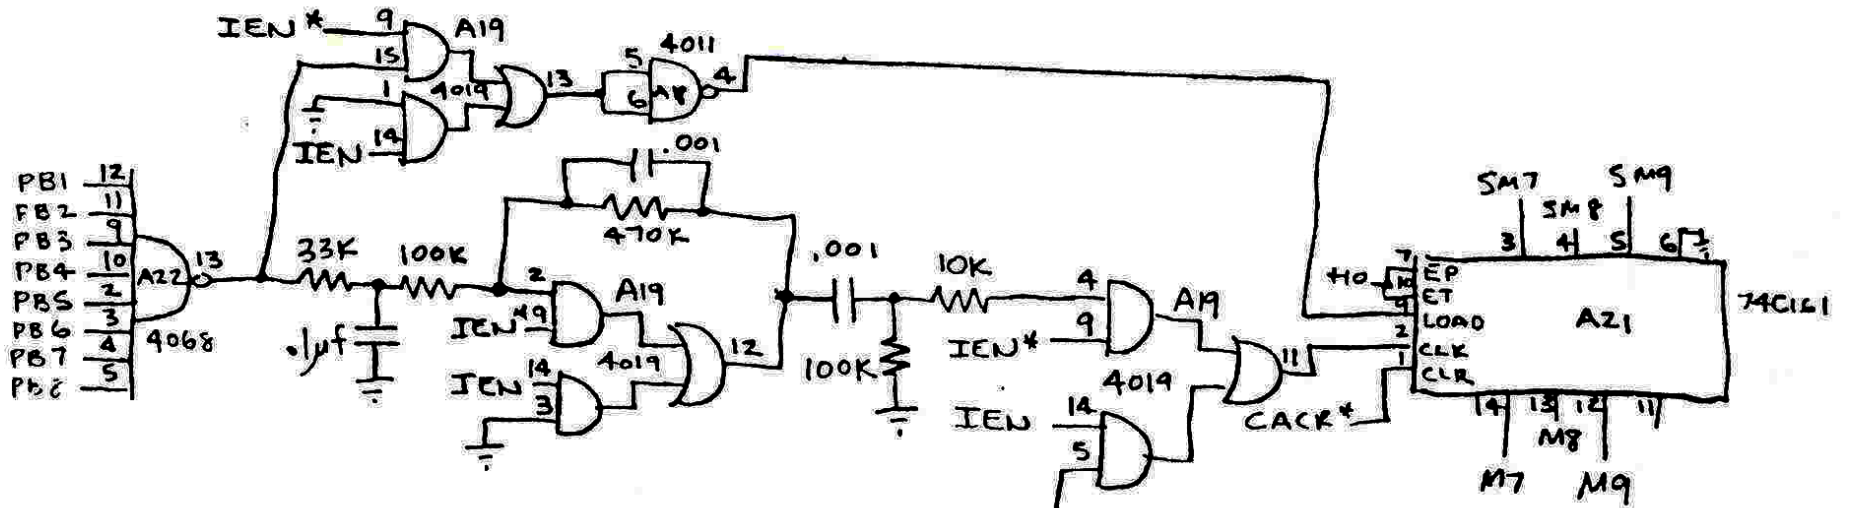 IEN*
9
A19
15
1
4019
14
IEN
13
5
4011
6
A18
4
PB1 12
PB2 11
PB3 9
PB4 10
PB5 2
PB6 3
PB7 4
PB8 5
A22
13
4068
33K
100K
.1µf
.001
470K
2
A19
IEN* 9
4019
IEN 14
3
12
.001
10K
100K
4
A19
IEN* 9
4019
IEN 14
5
11
CACK*
SM7
SM8
SM9
3
4
5
6
+10
7 EP
10 ET
9 LOAD
2 CLK
1 CLR
A21
74C161
14
13
12
11
M7
M8
M9